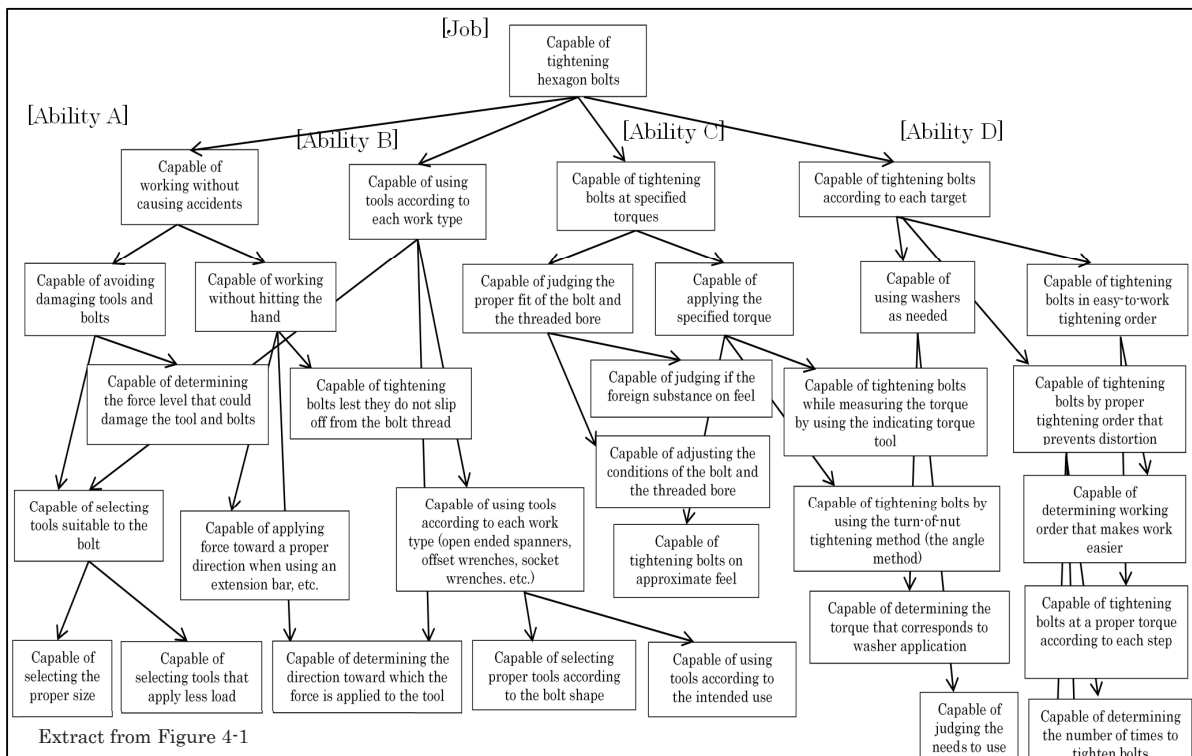 [Job]
Capable of
tightening
hexagon bolts
[Ability A]
[Ability B]
[Ability C]
[Ability D]
Capable of
working without
causing accidents
Capable of using
tools according to
each work type
Capable of tightening
bolts at specified
torques
Capable of tightening bolts
according to each target
Capable of avoiding
damaging tools and
bolts
Capable of working
without hitting the
hand
Capable of judging the
proper fit of the bolt and
the threaded bore
Capable of
applying the
specified torque
Capable of
using washers
as needed
Capable of tightening
bolts in easy-to-work
tightening order
Capable of determining
the force level that could
damage the tool and bolts
Capable of tightening
bolts lest they do not slip
off from the bolt thread
Capable of judging if the
foreign substance on feel
Capable of tightening bolts
while measuring the torque
by using the indicating torque
tool
Capable of tightening
bolts by proper
tightening order that
prevents distortion
Capable of adjusting the
conditions of the bolt and
the threaded bore
Capable of selecting
tools suitable to the
bolt
Capable of applying
force toward a proper
direction when using an
extension bar, etc.
Capable of using tools
according to each work
type (open ended spanners,
offset wrenches, socket
wrenches, etc.)
Capable of
tightening bolts on
approximate feel
Capable of tightening bolts by
using the turn-of-nut
tightening method (the angle
method)
Capable of
determining working
order that makes work
easier
Capable of determining the
torque that corresponds to
washer application
Capable of tightening
bolts at a proper torque
according to each step
Capable of
selecting the
proper size
Capable of
selecting tools that
apply less load
Capable of determining the
direction toward which the
force is applied to the tool
Capable of selecting
proper tools according
to the bolt shape
Capable of using
tools according to
the intended use
Capable of
judging the
needs to use
Capable of determining
the number of times to
tighten bolts
Extract from Figure 4-1